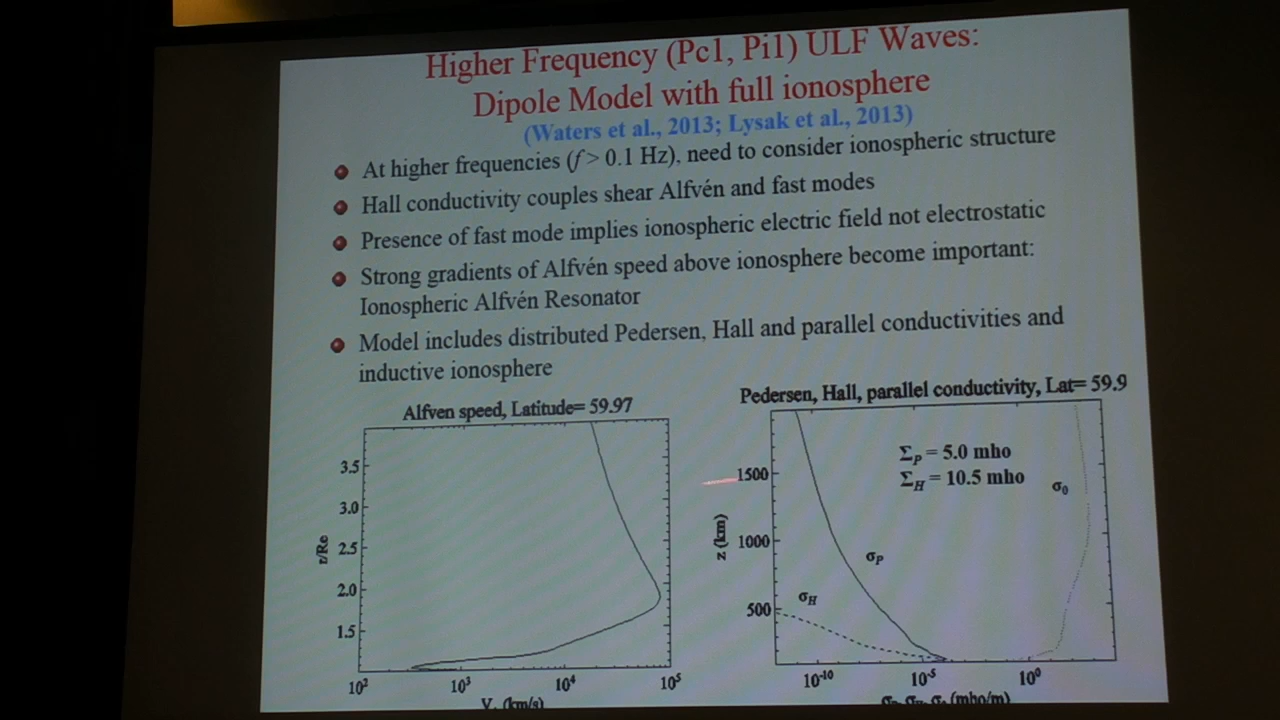 Higher Frequency (Pc1, Pi1) ULF Waves:
Dipole Model with full ionosphere
(Waters et al., 2013; Lysak et al., 2013)
At higher frequencies (f > 0.1 Hz), need to consider ionospheric structure
Hall conductivity couples shear Alfvén and fast modes
Presence of fast mode implies ionospheric electric field not electrostatic
Strong gradients of Alfvén speed above ionosphere become important:
Ionospheric Alfvén Resonator
Model includes distributed Pedersen, Hall and parallel conductivities and
inductive ionosphere
Alfven speed, Latitude= 59.97
3.5
3.0
2.5
2.0
1.5
r/Re
10² 10³ 10⁴ 10⁵
(km/s)
Pedersen, Hall, parallel conductivity, Lat= 59.9
Σ_P = 5.0 mho
Σ_H = 10.5 mho
σ₀
σ_P
σ_H
1500
1000
500
z (km)
10⁻¹⁰ 10⁻⁵ 10⁰
(mho/m)